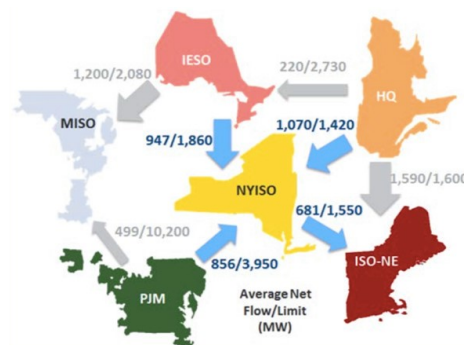 IESO
1,200/2,080
220/2,730
HQ
MISO
947/1,860
1,070/1,420
NYISO
1,590/1,600
681/1,550
499/10,200
856/3,950
ISO-NE
PJM
Average Net
Flow/Limit
(MW)